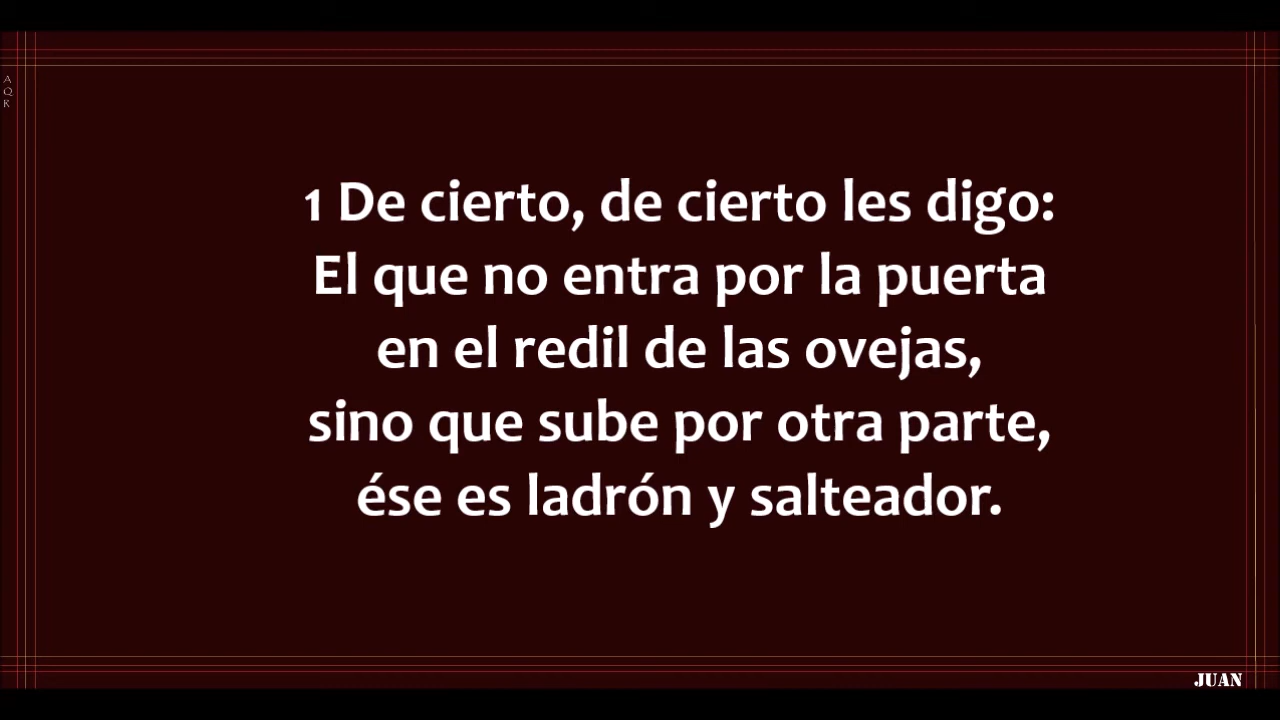 A
Q
R
1 De cierto, de cierto les digo:
El que no entra por la puerta
en el redil de las ovejas,
sino que sube por otra parte,
ése es ladrón y salteador.
JUAN